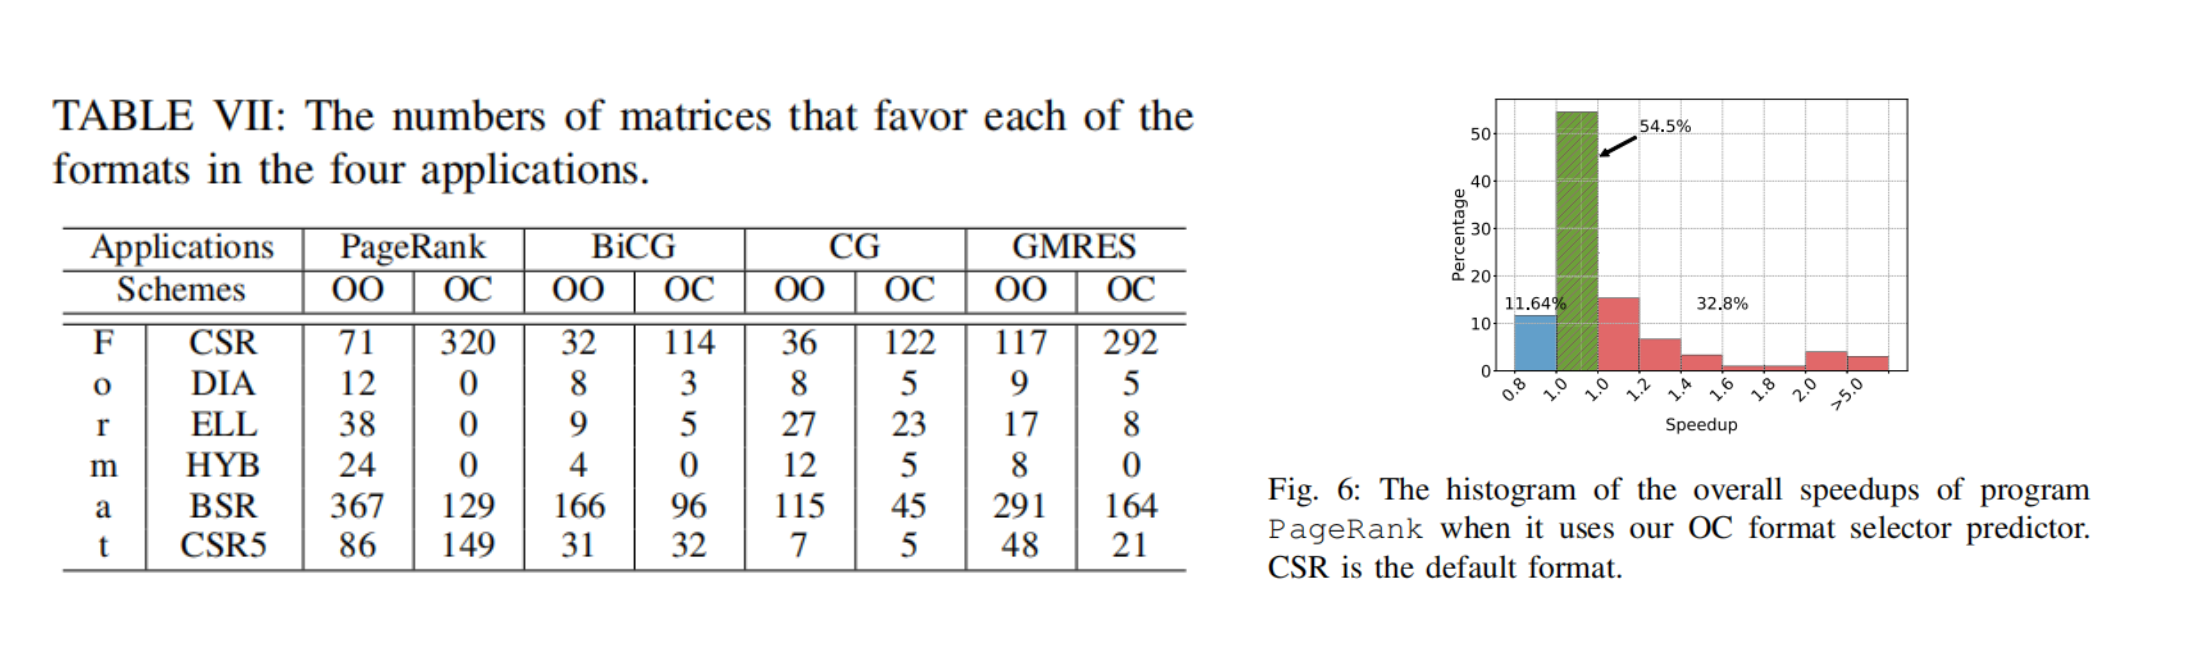 TABLE VII: The numbers of matrices that favor each of the
formats in the four applications.
Applications PageRank BiCG CG GMRES
Schemes OO OC OO OC OO OC OO OC
F CSR 71 320 32 114 36 122 117 292
o DIA 12 0 8 3 8 5 9 5
r ELL 38 0 9 5 27 23 17 8
m HYB 24 0 4 0 12 5 8 0
a BSR 367 129 166 96 115 45 291 164
t CSR5 86 149 31 32 7 5 48 21
54.5%
50
40
30
20
10
0
Percentage
11.64%
32.8%
0.8 1.0 1.0 1.2 1.4 1.6 1.8 2.0 >5.0
Speedup
Fig. 6: The histogram of the overall speedups of program
PageRank when it uses our OC format selector predictor.
CSR is the default format.